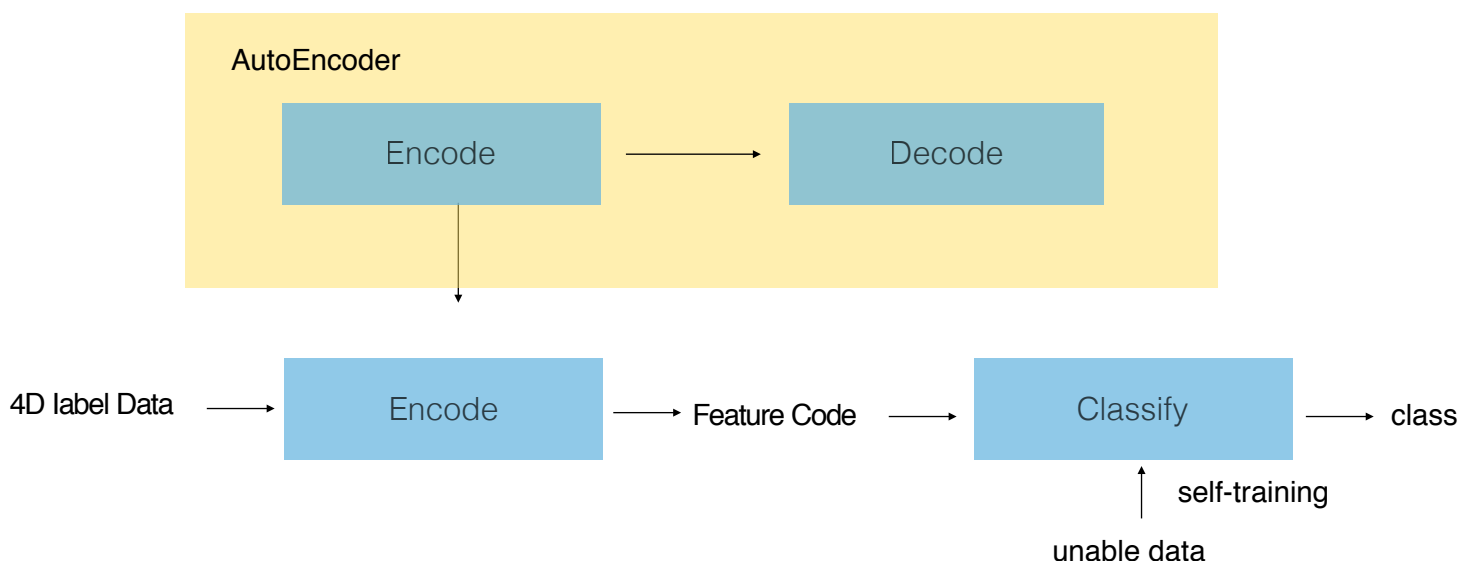 AutoEncoder
Encode
Decode
4D label Data
Encode
Feature Code
Classify
class
self-training
unable data